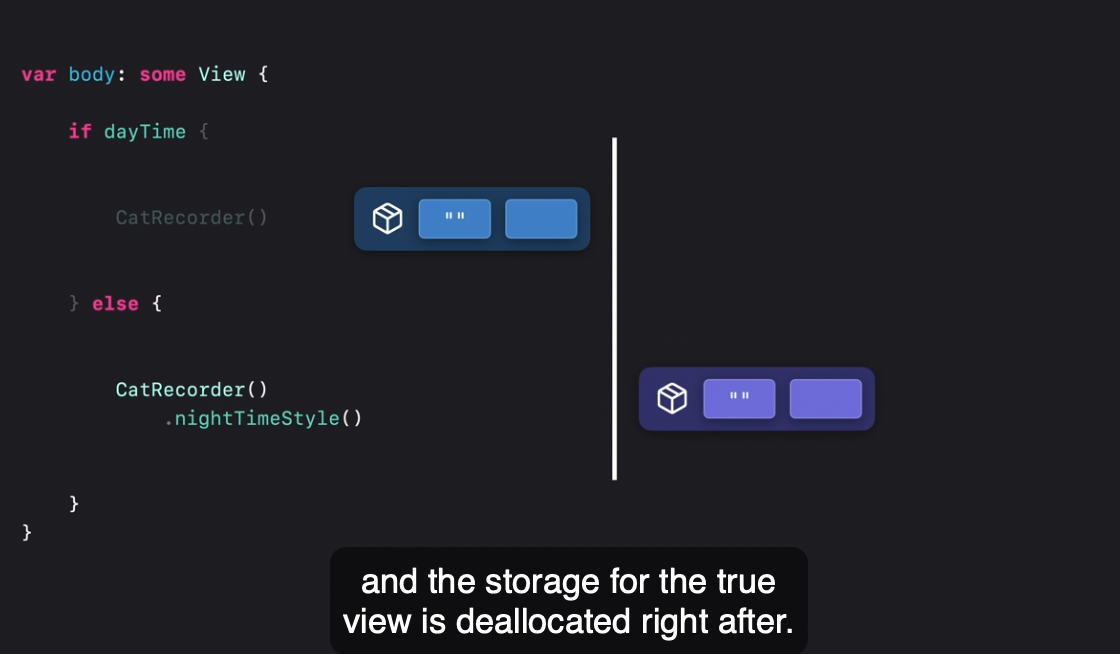 var body: some View {
if dayTime {
CatRecorder()
""
} else {
CatRecorder()
.nightTimeStyle()
""
}
}
and the storage for the true
view is deallocated right after.